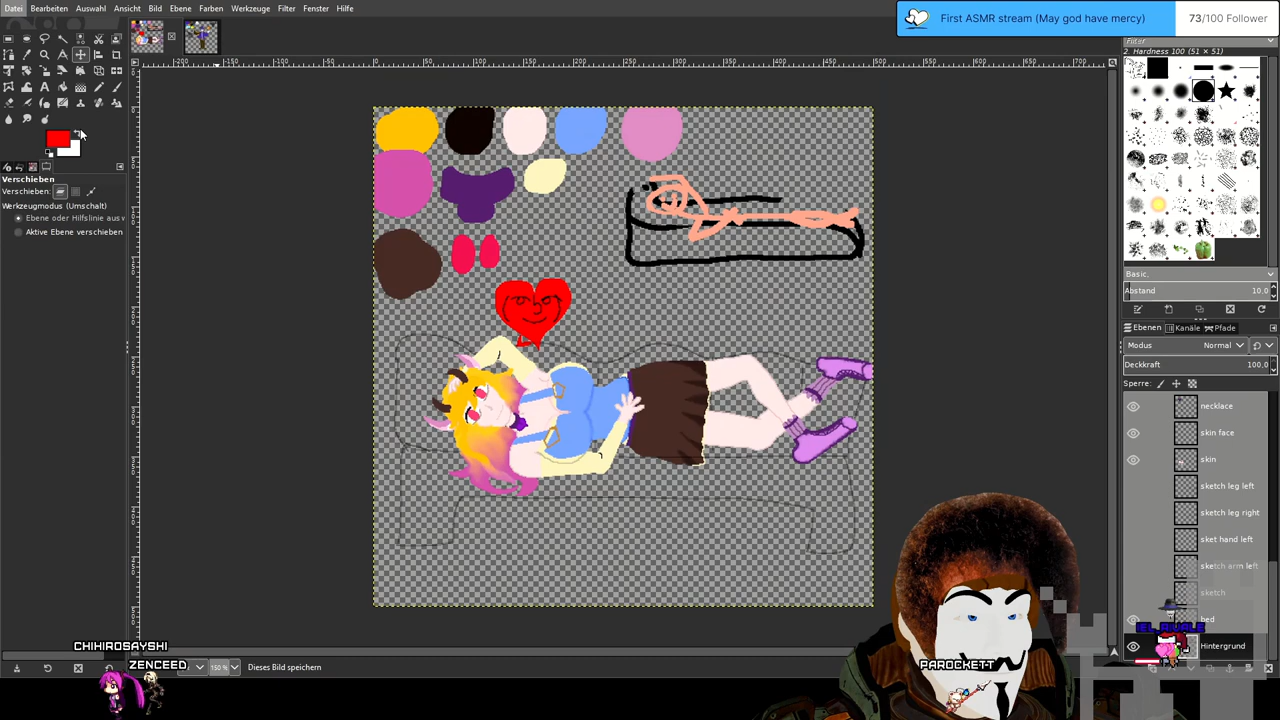 Datei Bearbeiten Auswahl Ansicht Bild Ebene Farben Werkzeuge Filter Fenster Hilfe
First ASMR stream (May god have mercy) 73/100 Follower
Filter
2. Hardness 100 (51 × 51)
Verschieben
Verschieben:
Werkzeugmodus (Umschalt)
Ebene oder Hilfslinie aus
Aktive Ebene verschieben
Basic,
Abstand 10,0
Ebenen Kanäle Pfade
Modus Normal
Deckkraft 100,0
Sperre:
necklace
skin face
skin
sketch leg left
sketch leg right
sket hand left
sketch arm left
sketch
bed
Hintergrund
CHIHIROSAYSHI
ZENCEED
PAROCKETT
150 % Dieses Bild speichern